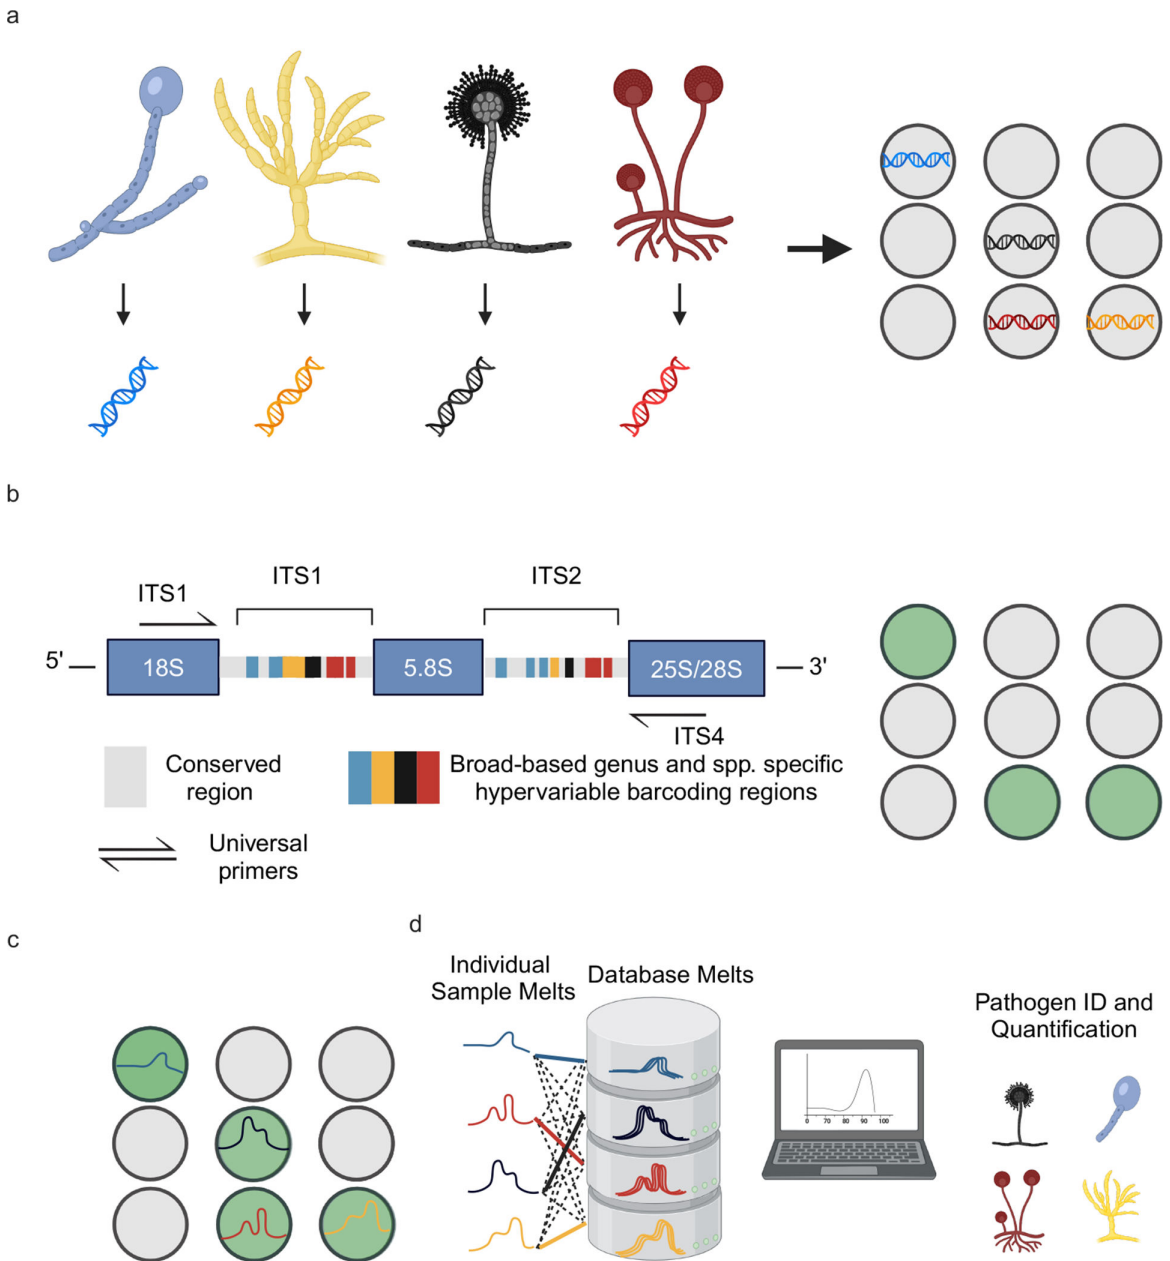 a
b
ITS1
ITS1
ITS2
5'
18S
5.8S
25S/28S
3'
ITS4
Conserved
region
Broad-based genus and spp. specific
hypervariable barcoding regions
Universal
primers
c
d
Individual
Sample Melts
Database Melts
Pathogen ID and
Quantification
0 70 80 90 100